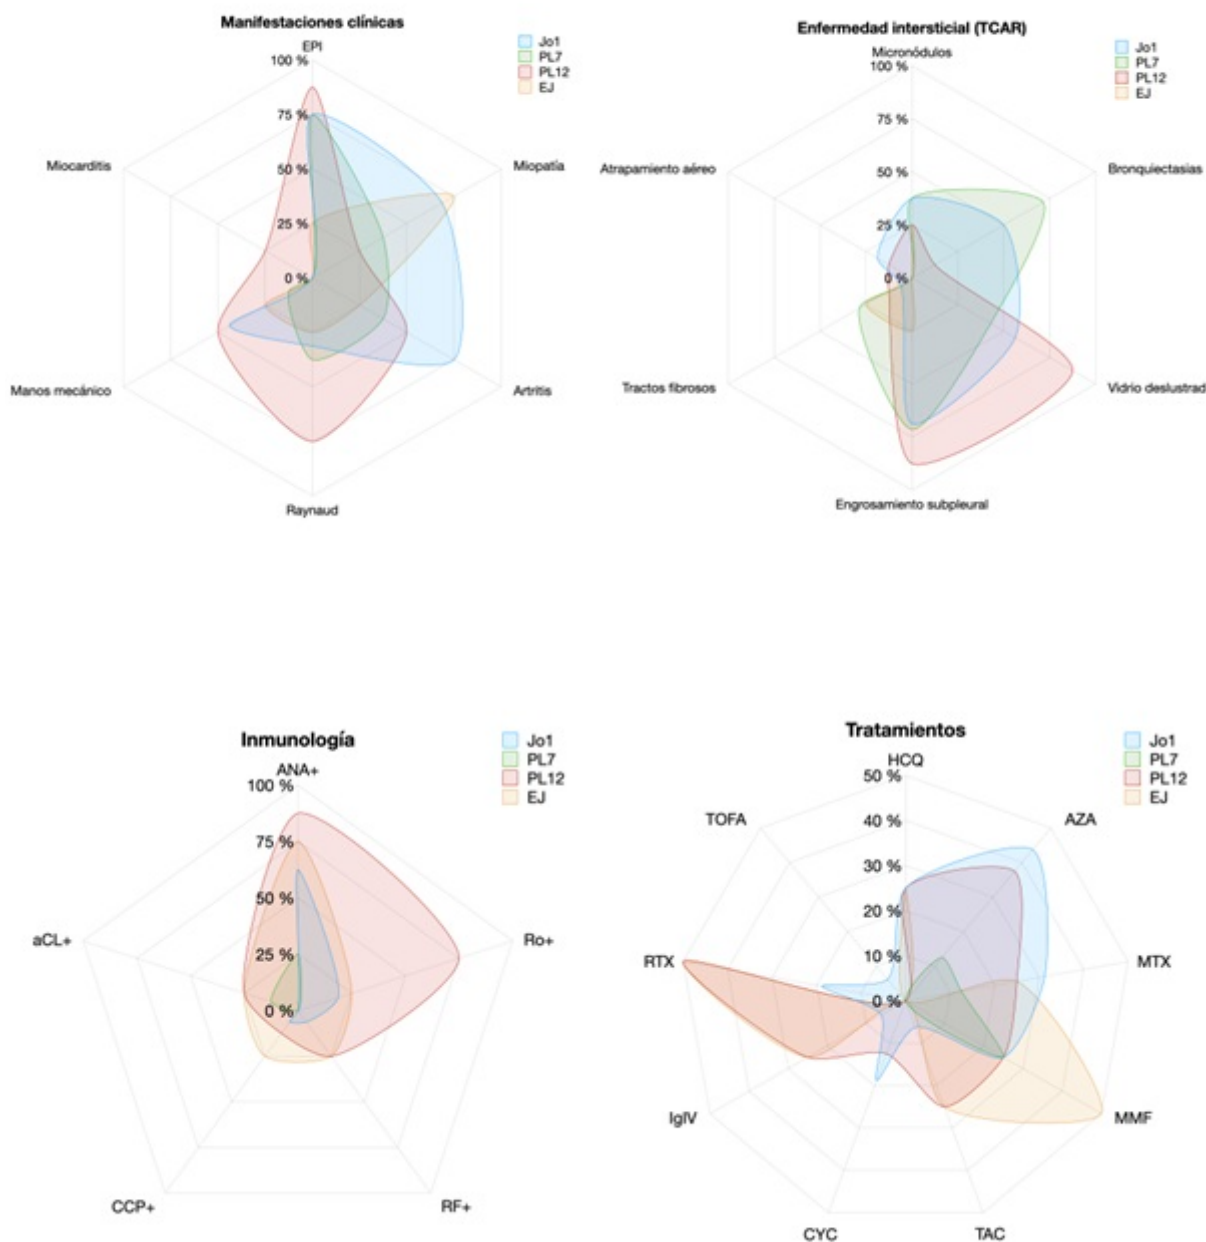 Manifestaciones clínicas
EPI
Jo1
PL7
PL12
EJ
100 %
75 %
50 %
25 %
0 %
Miocarditis
Miopatía
Manos mecánico
Artritis
Raynaud
Enfermedad intersticial (TCAR)
Micronódulos
Jo1
PL7
PL12
EJ
100 %
75 %
50 %
25 %
0 %
Atrapamiento aéreo
Bronquiectasias
Tractos fibrosos
Vidrio deslustrad
Engrosamiento subpleural
Inmunología
ANA+
Jo1
PL7
PL12
EJ
100 %
75 %
50 %
25 %
0 %
aCL+
Ro+
CCP+
RF+
Tratamientos
HCQ
Jo1
PL7
PL12
EJ
50 %
40 %
30 %
20 %
10 %
0 %
TOFA
AZA
RTX
MTX
IgIV
MMF
CYC
TAC